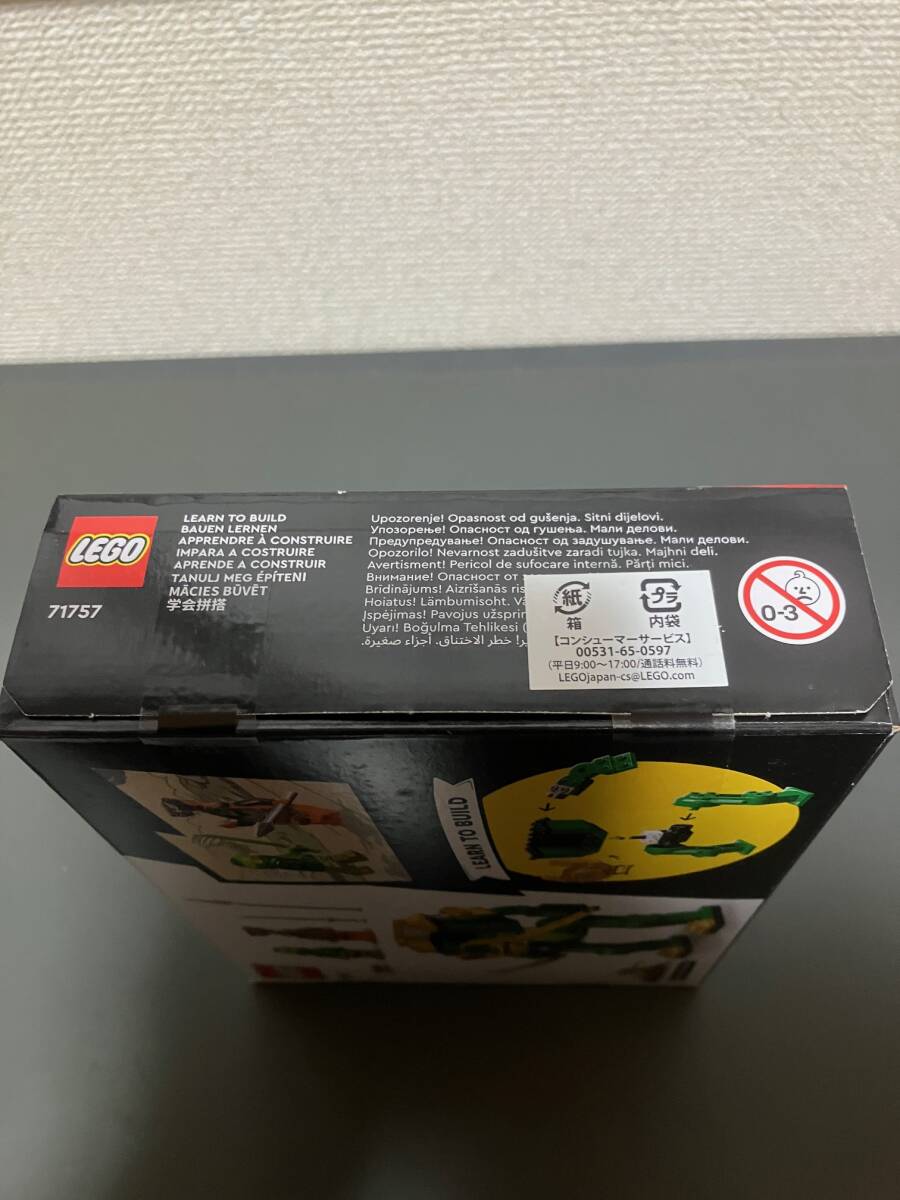 LEGO
71757
LEARN TO BUILD
BAUEN LERNEN
APPRENDRE À CONSTRUIRE
IMPARA A COSTRUIRE
APRENDE A CONSTRUIR
TANULJ MEG ÉPÍTENI
MĀCIES BŪVĒT
学会拼搭
Upozorenje! Opasnost od gušenja. Sitni dijelovi.
Упозорење! Опасност од гушења. Мали делови.
Предупредување! Опасност од задушување. Мали делови.
Opozorilo! Nevarnost zadušitve zaradi tujka. Majhni deli.
Avertisment! Pericol de sufocare internă. Părți mici.
Внимание! Опасност от
Brīdinājums! Aizrīšanās
Hoiatus! Lämbumisoht.
Įspėjimas! Pavojus
Uyarı! Boğulma Tehlikesi
خطر الاختناق. أجزاء صغيرة.
紙
箱
プラ
内袋
【コンシューマーサービス】
00531-65-0597
(平日9:00〜17:00/通話料無料)
LEGOjapan-cs@LEGO.com
0-3
LEARN TO BUILD